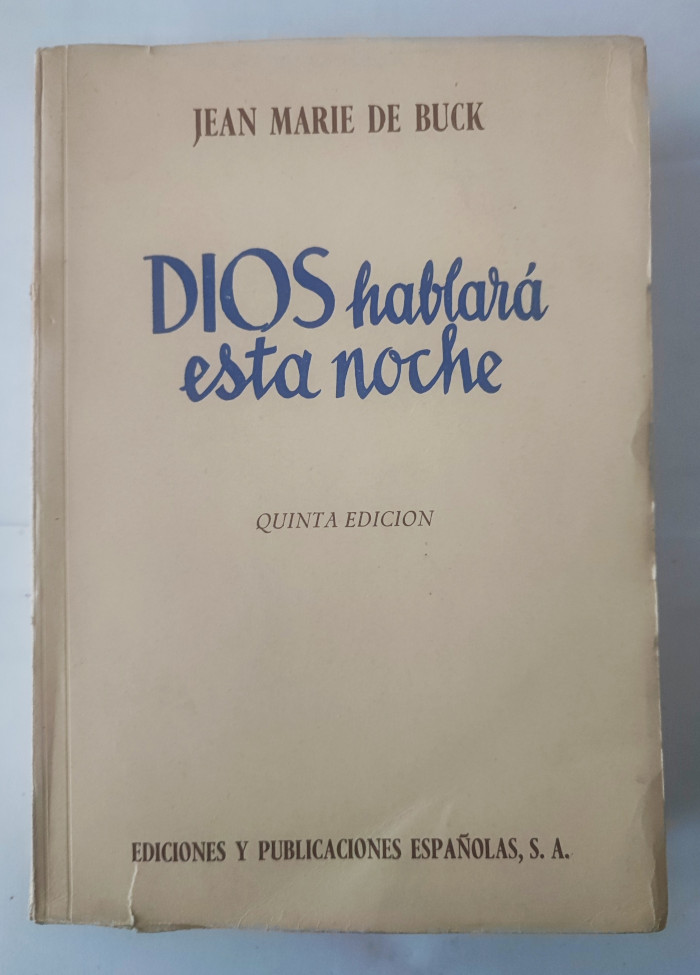 JEAN MARIE DE BUCK
DIOS hablará
esta noche
QUINTA EDICION
EDICIONES Y PUBLICACIONES ESPAÑOLAS, S. A.